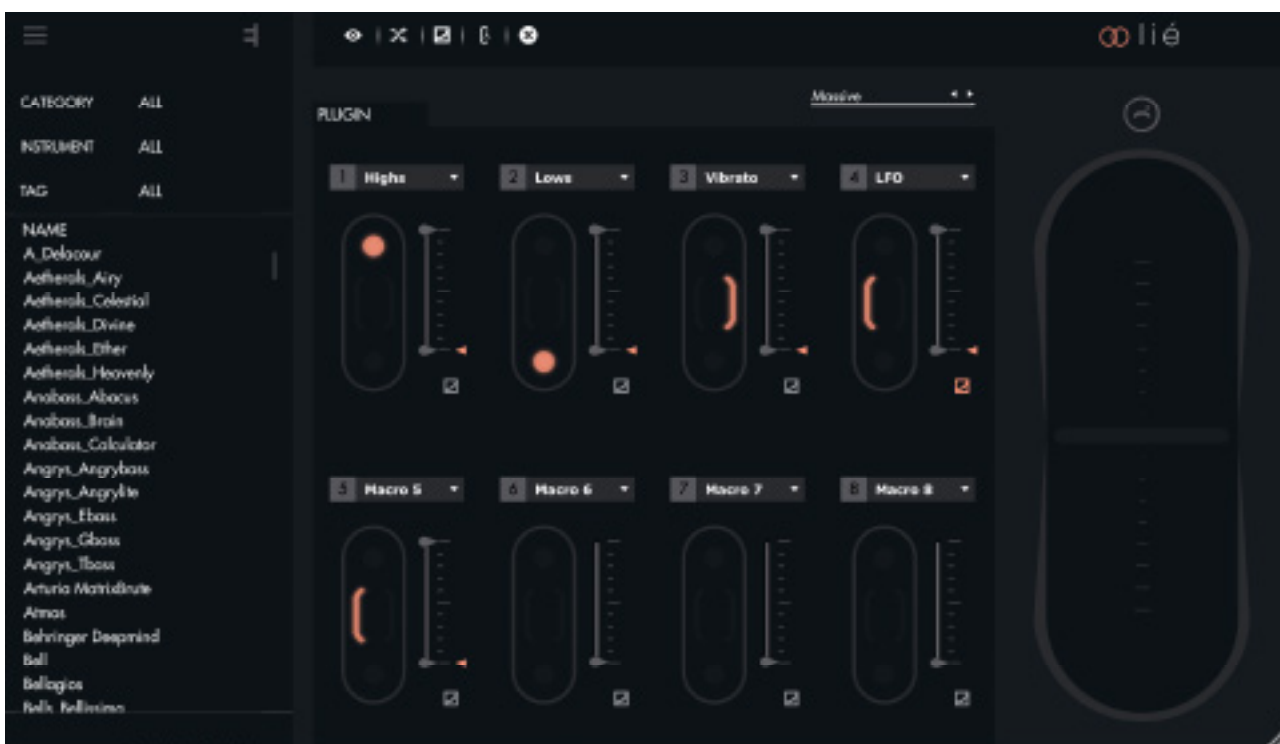 lié
CATEGORY ALL
INSTRUMENT ALL
TAG ALL
NAME
A_Delacour
Aetherals_Airy
Aetherals_Celestial
Aetherals_Divine
Aetherals_Ether
Aetherals_Heavenly
Anabass_Abacus
Anabass_Brain
Anabass_Calculator
Angrys_Angrybass
Angrys_Angrylite
Angrys_Ebass
Angrys_Gbass
Angrys_Tbass
Arturia MatrixBrute
Atmos
Behringer Deepmind
Bell
Bellagios
Bells_Bellissimo
Massive
PLUGIN
1 Highs
2 Lows
3 Vibrato
4 LFO
5 Macro 5
6 Macro 6
7 Macro 7
8 Macro 8